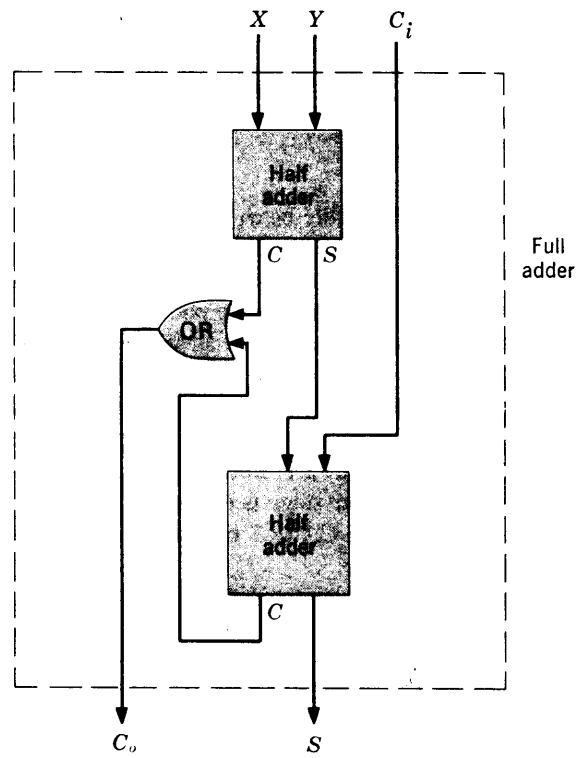 X Y C_i
Half
adder
C S
Full
adder
OR
Half
adder
C
C_o S